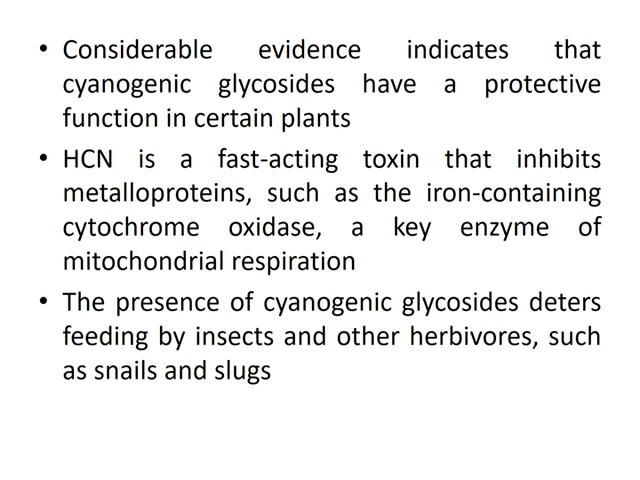 • Considerable evidence indicates that
cyanogenic glycosides have a protective
function in certain plants
• HCN is a fast-acting toxin that inhibits
metalloproteins, such as the iron-containing
cytochrome oxidase, a key enzyme of
mitochondrial respiration
• The presence of cyanogenic glycosides deters
feeding by insects and other herbivores, such
as snails and slugs